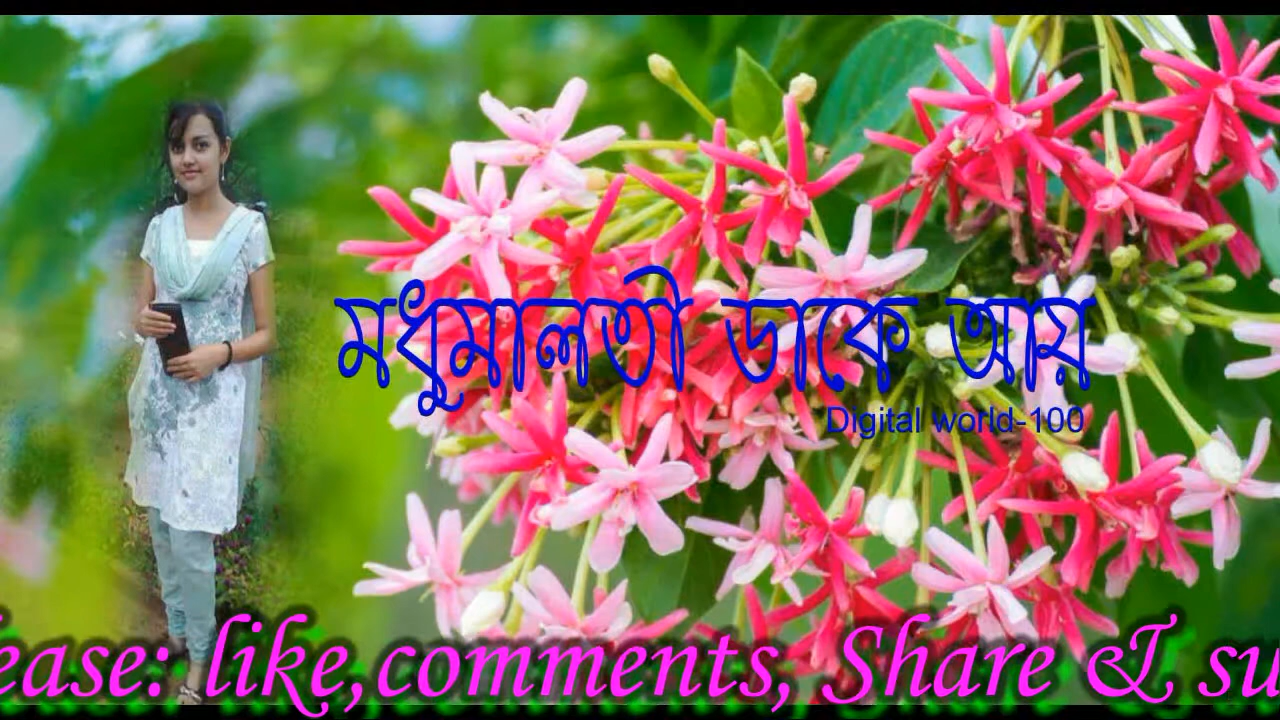 মধুমালতী ডাকে আয়
Digital world-100
ease: like,comments, Share & su